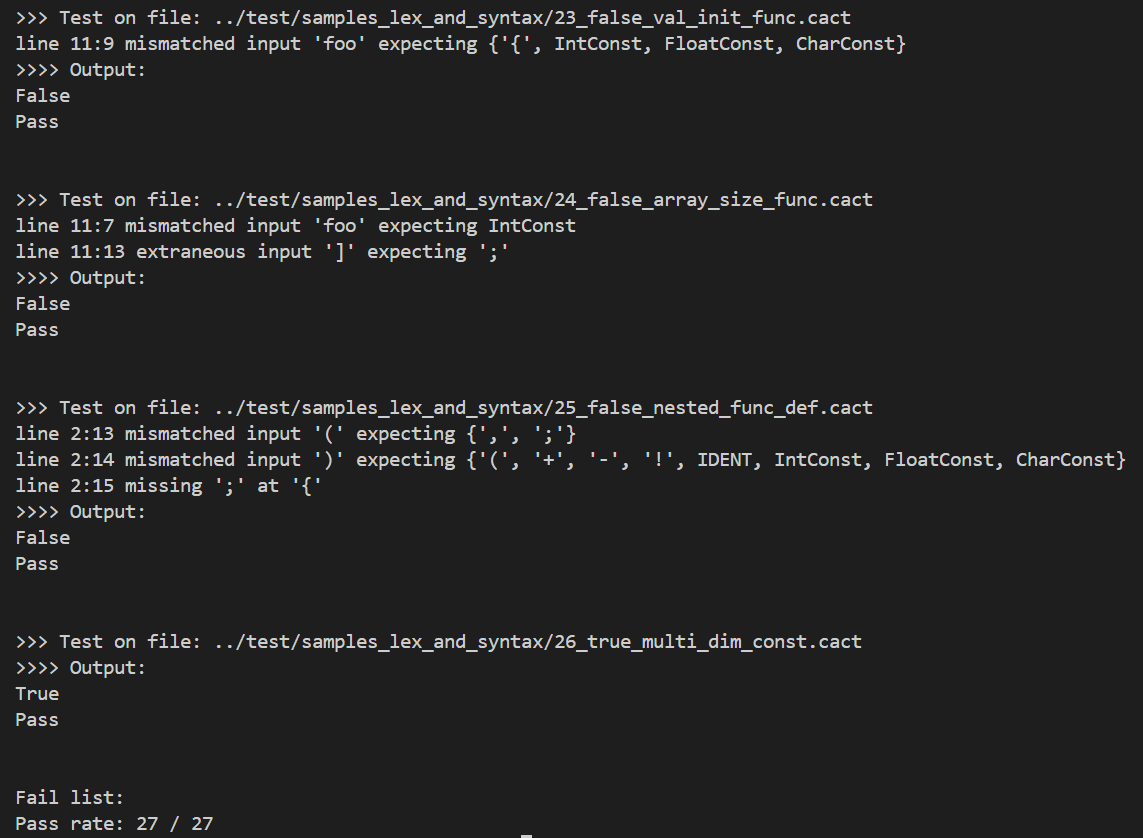 >>> Test on file: ../test/samples_lex_and_syntax/23_false_val_init_func.cact
line 11:9 mismatched input 'foo' expecting {'{', IntConst, FloatConst, CharConst}
>>>> Output:
False
Pass
>>> Test on file: ../test/samples_lex_and_syntax/24_false_array_size_func.cact
line 11:7 mismatched input 'foo' expecting IntConst
line 11:13 extraneous input ']' expecting ';'
>>>> Output:
False
Pass
>>> Test on file: ../test/samples_lex_and_syntax/25_false_nested_func_def.cact
line 2:13 mismatched input '(' expecting {',', ';'}
line 2:14 mismatched input ')' expecting {'(', '+', '-', '!', IDENT, IntConst, FloatConst, CharConst}
line 2:15 missing ';' at '{'
>>>> Output:
False
Pass
>>> Test on file: ../test/samples_lex_and_syntax/26_true_multi_dim_const.cact
>>>> Output:
True
Pass
Fail list:
Pass rate: 27 / 27